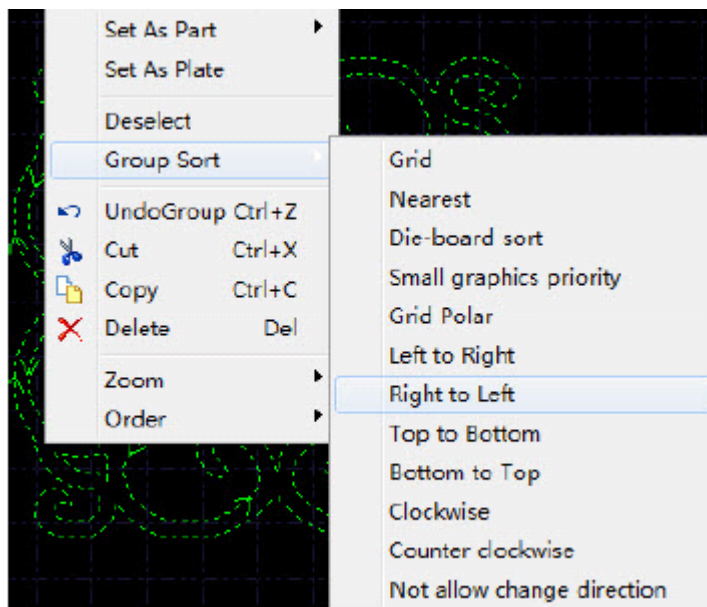 Set As Part
Set As Plate
Deselect
Group Sort
UndoGroup Ctrl+Z
Cut Ctrl+X
Copy Ctrl+C
Delete Del
Zoom
Order
Grid
Nearest
Die-board sort
Small graphics priority
Grid Polar
Left to Right
Right to Left
Top to Bottom
Bottom to Top
Clockwise
Counter clockwise
Not allow change direction